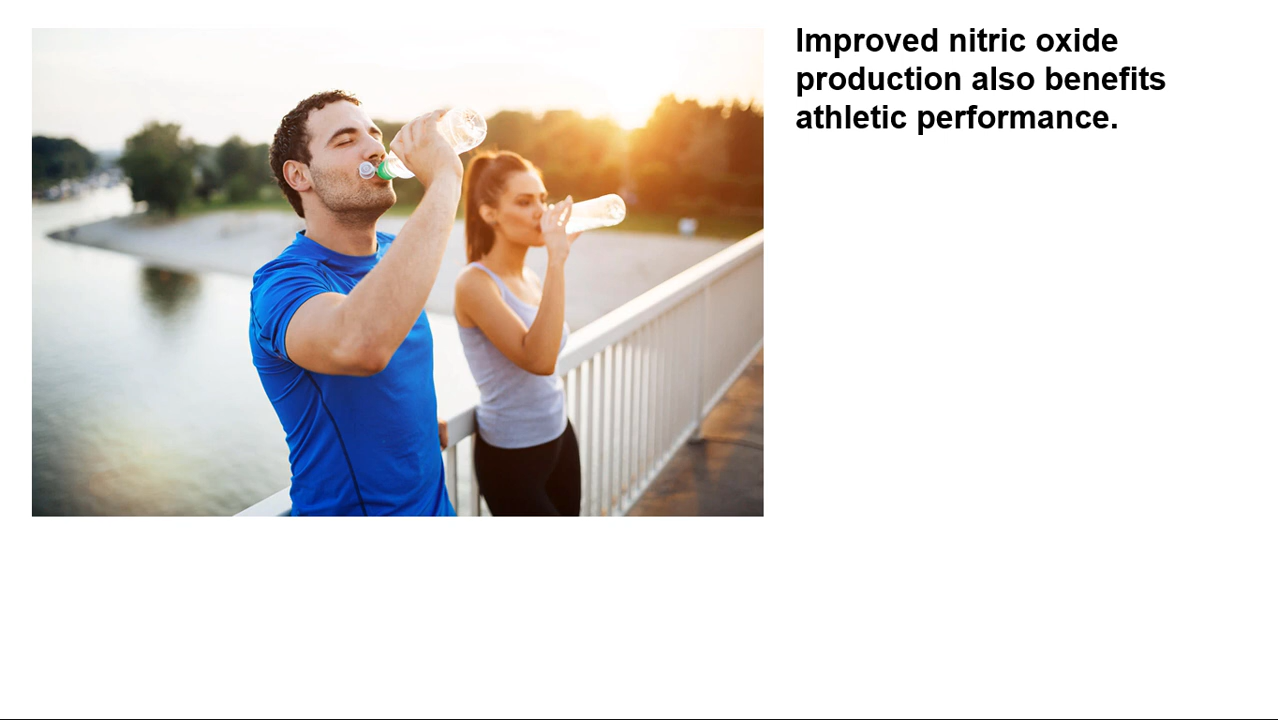 Improved nitric oxide
production also benefits
athletic performance.